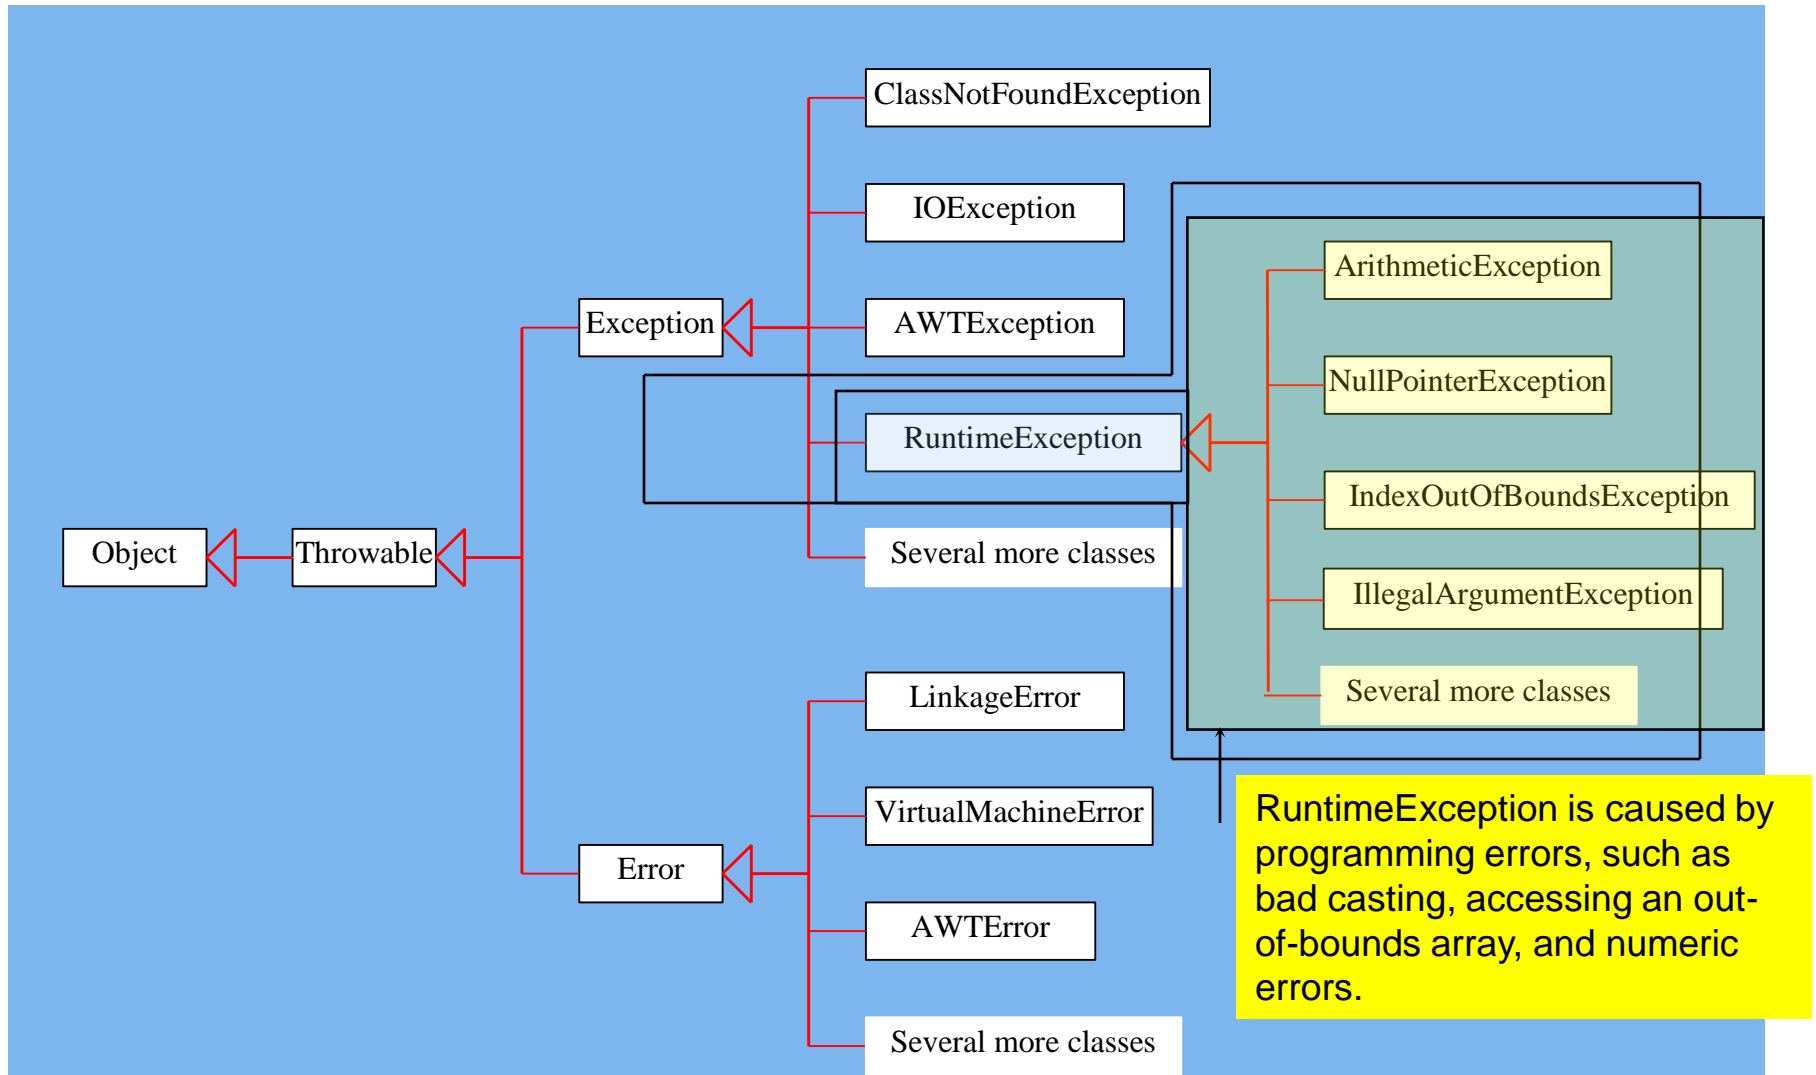 ClassNotFoundException
IOException
ArithmeticException
Exception
AWTException
NullPointerException
RuntimeException
IndexOutOfBoundsException
Object
Throwable
Several more classes
IllegalArgumentException
LinkageError
Several more classes
VirtualMachineError
Error
AWTError
Several more classes
RuntimeException is caused by
programming errors, such as
bad casting, accessing an out-
of-bounds array, and numeric
errors.